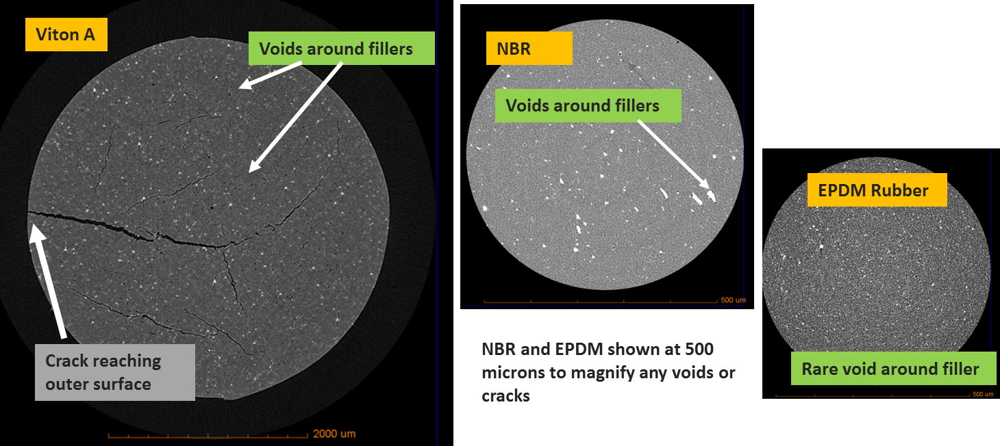 Viton A
Voids around fillers
Crack reaching
outer surface
2000 um
NBR
Voids around fillers
500 um
NBR and EPDM shown at 500
microns to magnify any voids or
cracks
EPDM Rubber
Rare void around filler
500 um